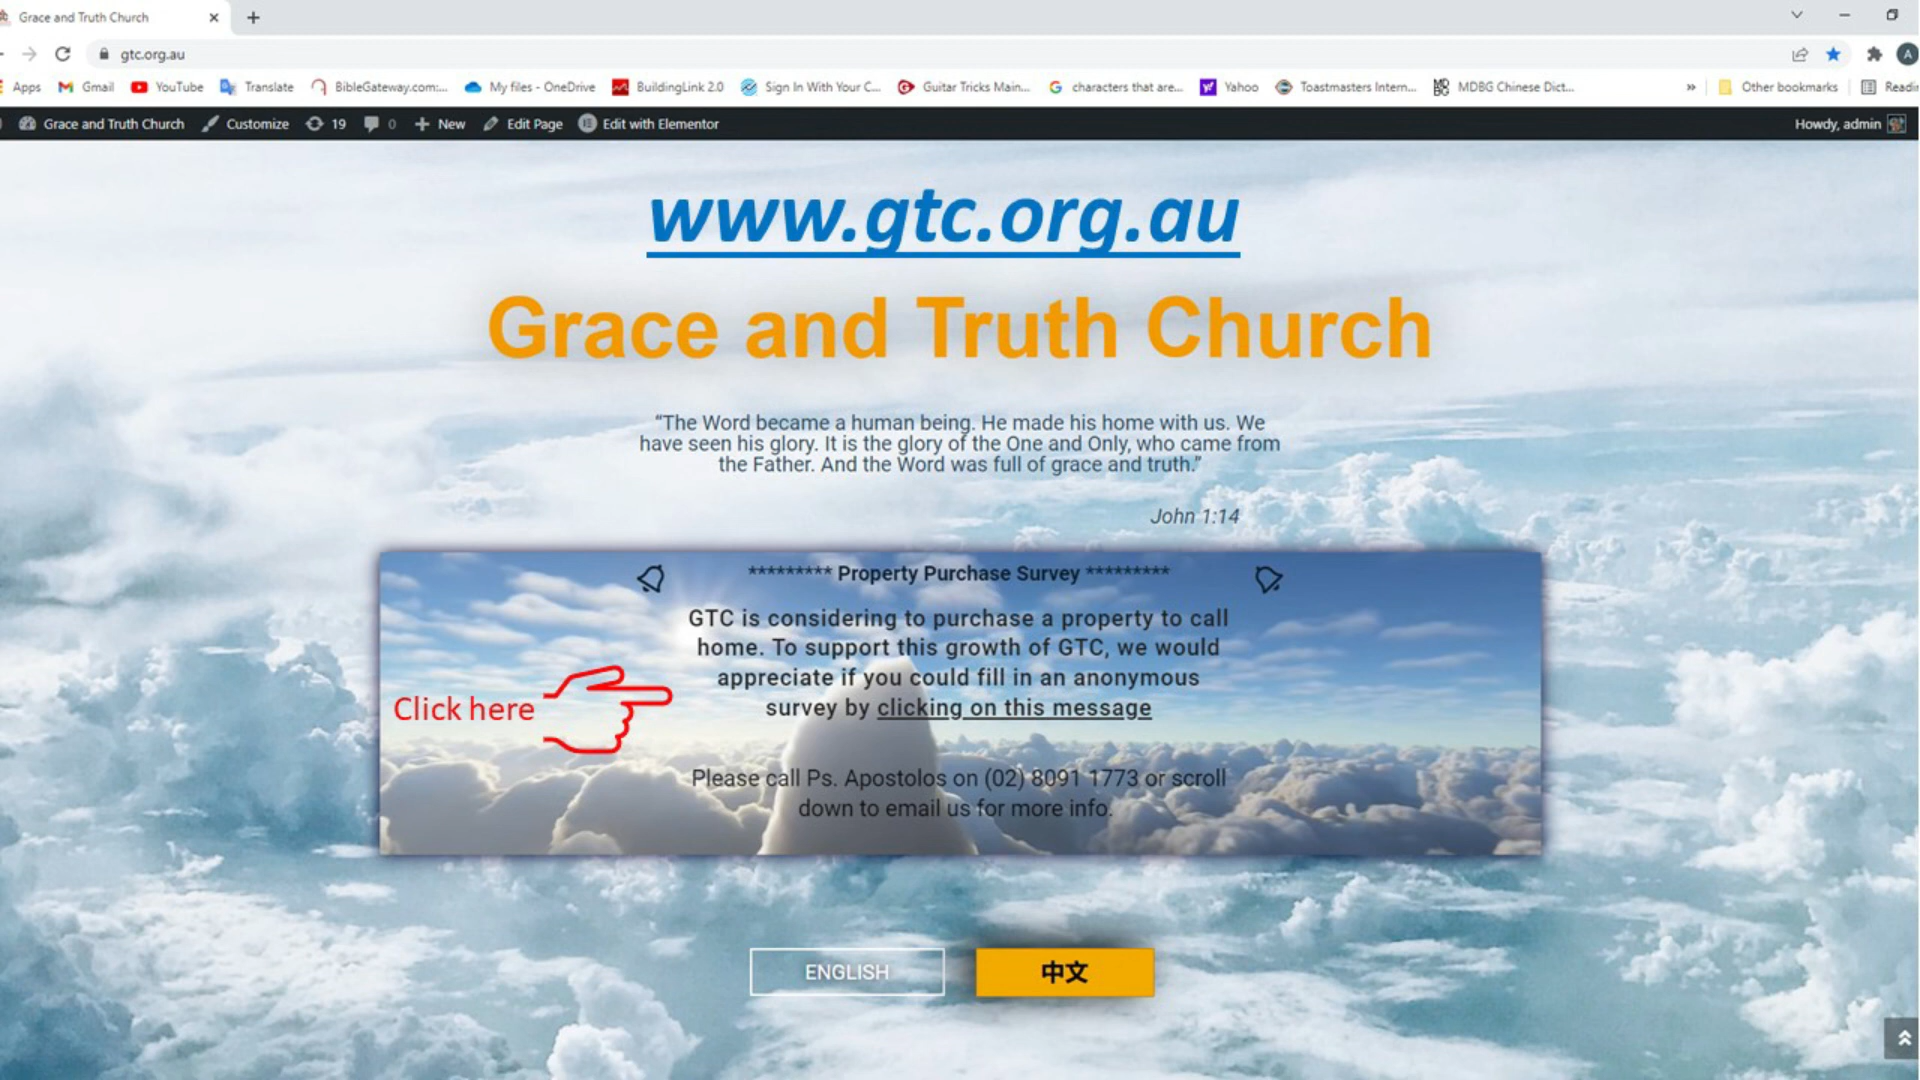 Grace and Truth Church
gtc.org.au
Apps Gmail YouTube Translate BibleGateway.com:... My files - OneDrive BuildingLink 2.0 Sign In With Your C... Guitar Tricks Main... characters that are... Yahoo Toastmasters Intern... MDBG Chinese Dict... » Other bookmarks
Grace and Truth Church Customize 19 0 New Edit Page Edit with Elementor Howdy, admin
www.gtc.org.au
Grace and Truth Church
“The Word became a human being. He made his home with us. We
have seen his glory. It is the glory of the One and Only, who came from
the Father. And the Word was full of grace and truth.”
John 1:14
********* Property Purchase Survey *********
GTC is considering to purchase a property to call
home. To support this growth of GTC, we would
appreciate if you could fill in an anonymous
survey by clicking on this message
Click here
Please call Ps. Apostolos on (02) 8091 1773 or scroll
down to email us for more info.
ENGLISH 中文